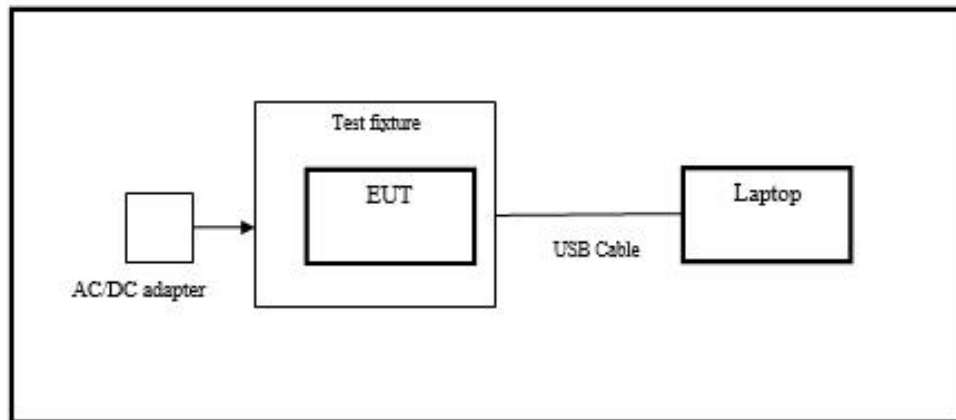 Test fixture
EUT
Laptop
USB Cable
AC/DC adapter